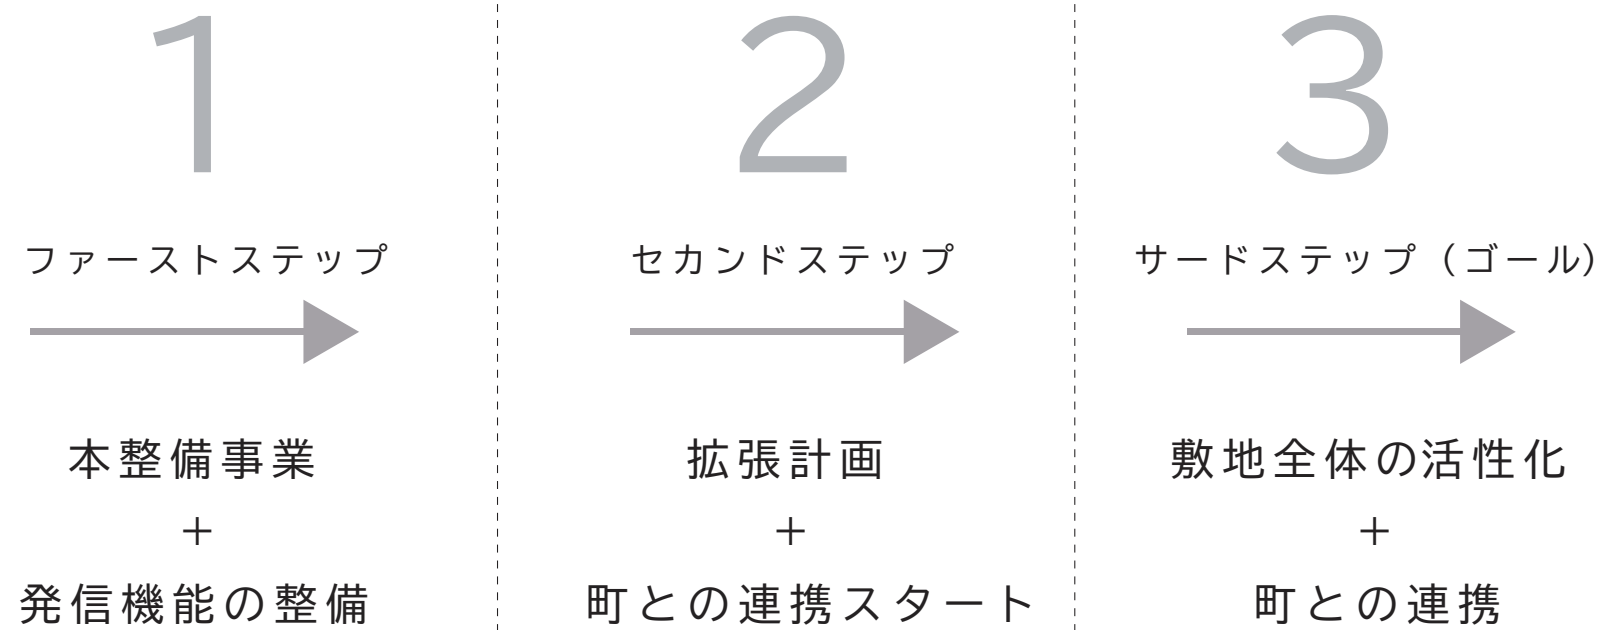 1
ファーストステップ
本整備事業
+
発信機能の整備
2
セカンドステップ
拡張計画
+
町との連携スタート
3
サードステップ（ゴール）
敷地全体の活性化
+
町との連携